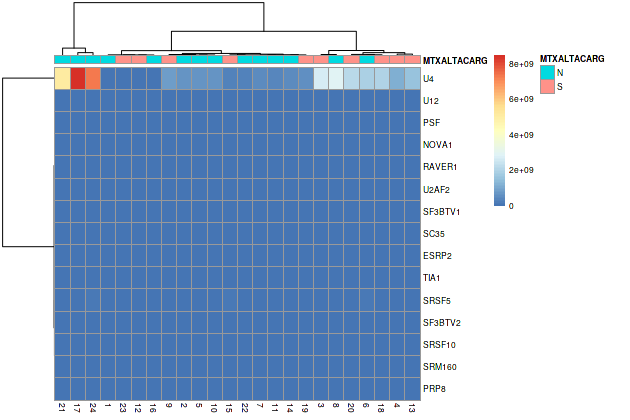 MTXALTACARG
U4
U12
PSF
NOVA1
RAVER1
U2AF2
SF3BTV1
SC35
ESRP2
TIA1
SRSF5
SF3BTV2
SRSF10
SRM160
PRP8
21 17 24 1 23 12 16 9 2 5 10 15 22 7 11 14 19 3 8 20 6 18 4 13
8e+09
6e+09
4e+09
2e+09
0
MTXALTACARG
N
S